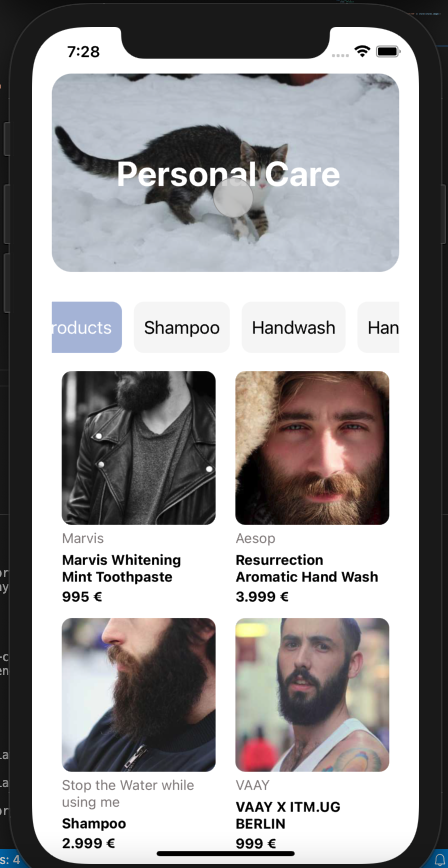 7:28
Personal Care
roducts
Shampoo
Handwash
Han
Marvis
Marvis Whitening
Mint Toothpaste
995 €
Aesop
Resurrection
Aromatic Hand Wash
3.999 €
Stop the Water while
using me
Shampoo
2.999 €
VAAY
VAAY X ITM.UG
BERLIN
999 €
s: 4